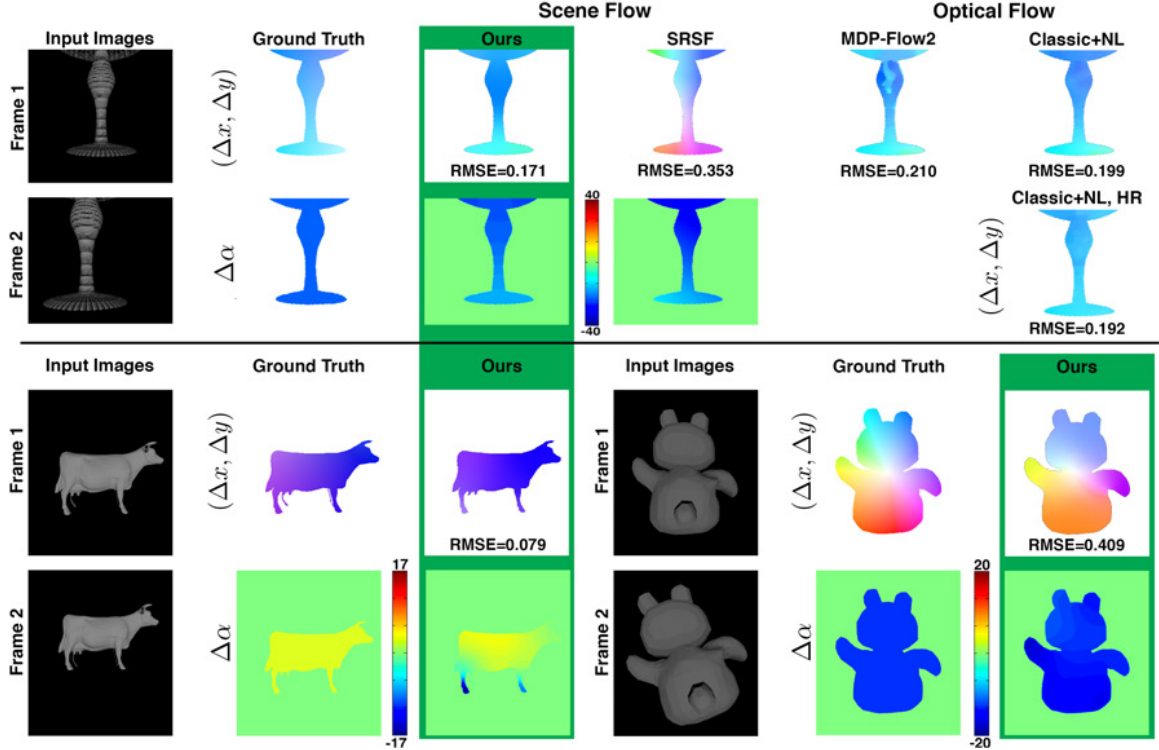 Scene Flow
Optical Flow
Input Images
Ground Truth
Ours
SRSF
MDP-Flow2
Classic+NL
Frame 1
(Δx, Δy)
RMSE=0.171
RMSE=0.353
RMSE=0.210
RMSE=0.199
Frame 2
Δα
40
-40
Classic+NL, HR
(Δx, Δy)
RMSE=0.192
Input Images
Ground Truth
Ours
Input Images
Ground Truth
Ours
Frame 1
(Δx, Δy)
RMSE=0.079
Frame 1
(Δx, Δy)
RMSE=0.409
Frame 2
Δα
17
-17
Frame 2
Δα
20
-20